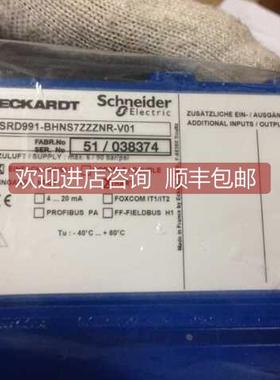 ECKARDT Schneider Electric
SRD991-BHNS7ZZZNR-V01
FABR.No
SER. No 51 / 038374
ZULUFT / SUPPLY : max. 6 / 90 bar/psi
ZUSÄTZLICHE EIN- / AUSGÄN
ADDITIONAL INPUTS / OUTPU
欢迎进店咨询 顺丰包邮
4 ... 20 mA
FOXCOM IT1/IT2
PROFIBUS PA
FF-FIELDBUS H1
Tu : - 40°C ... + 80°C
Made in France by